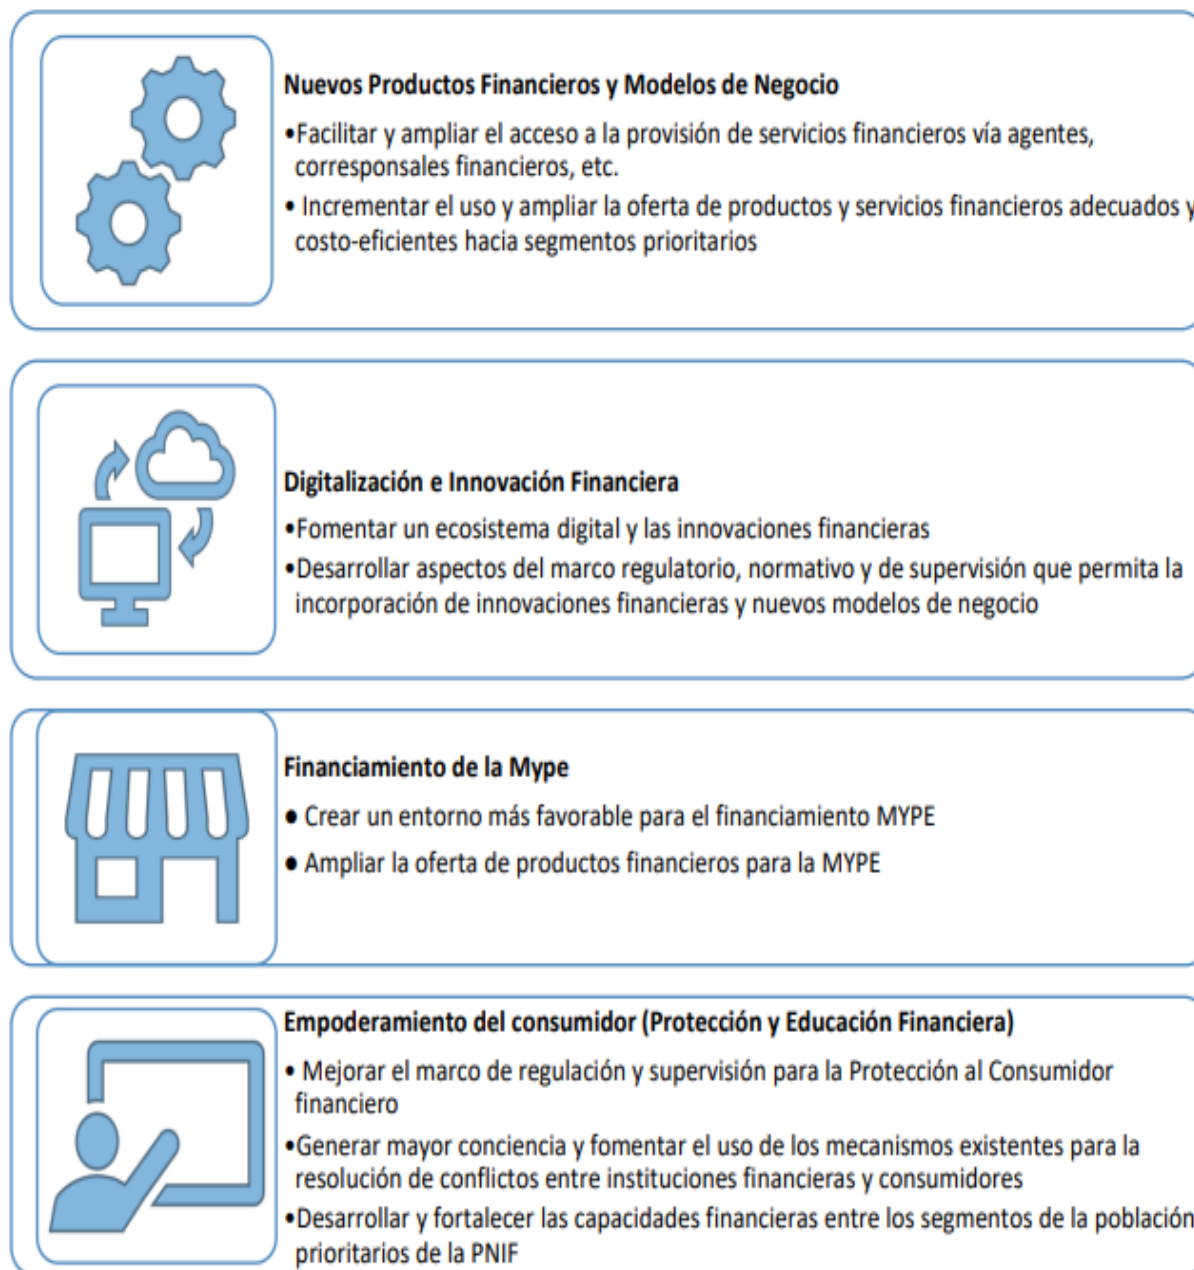 Nuevos Productos Financieros y Modelos de Negocio
•Facilitar y ampliar el acceso a la provisión de servicios financieros vía agentes,
corresponsales financieros, etc.
• Incrementar el uso y ampliar la oferta de productos y servicios financieros adecuados y
costo-eficientes hacia segmentos prioritarios
Digitalización e Innovación Financiera
•Fomentar un ecosistema digital y las innovaciones financieras
•Desarrollar aspectos del marco regulatorio, normativo y de supervisión que permita la
incorporación de innovaciones financieras y nuevos modelos de negocio
Financiamiento de la Mype
● Crear un entorno más favorable para el financiamiento MYPE
● Ampliar la oferta de productos financieros para la MYPE
Empoderamiento del consumidor (Protección y Educación Financiera)
• Mejorar el marco de regulación y supervisión para la Protección al Consumidor
financiero
•Generar mayor conciencia y fomentar el uso de los mecanismos existentes para la
resolución de conflictos entre instituciones financieras y consumidores
•Desarrollar y fortalecer las capacidades financieras entre los segmentos de la población
prioritarios de la PNIF